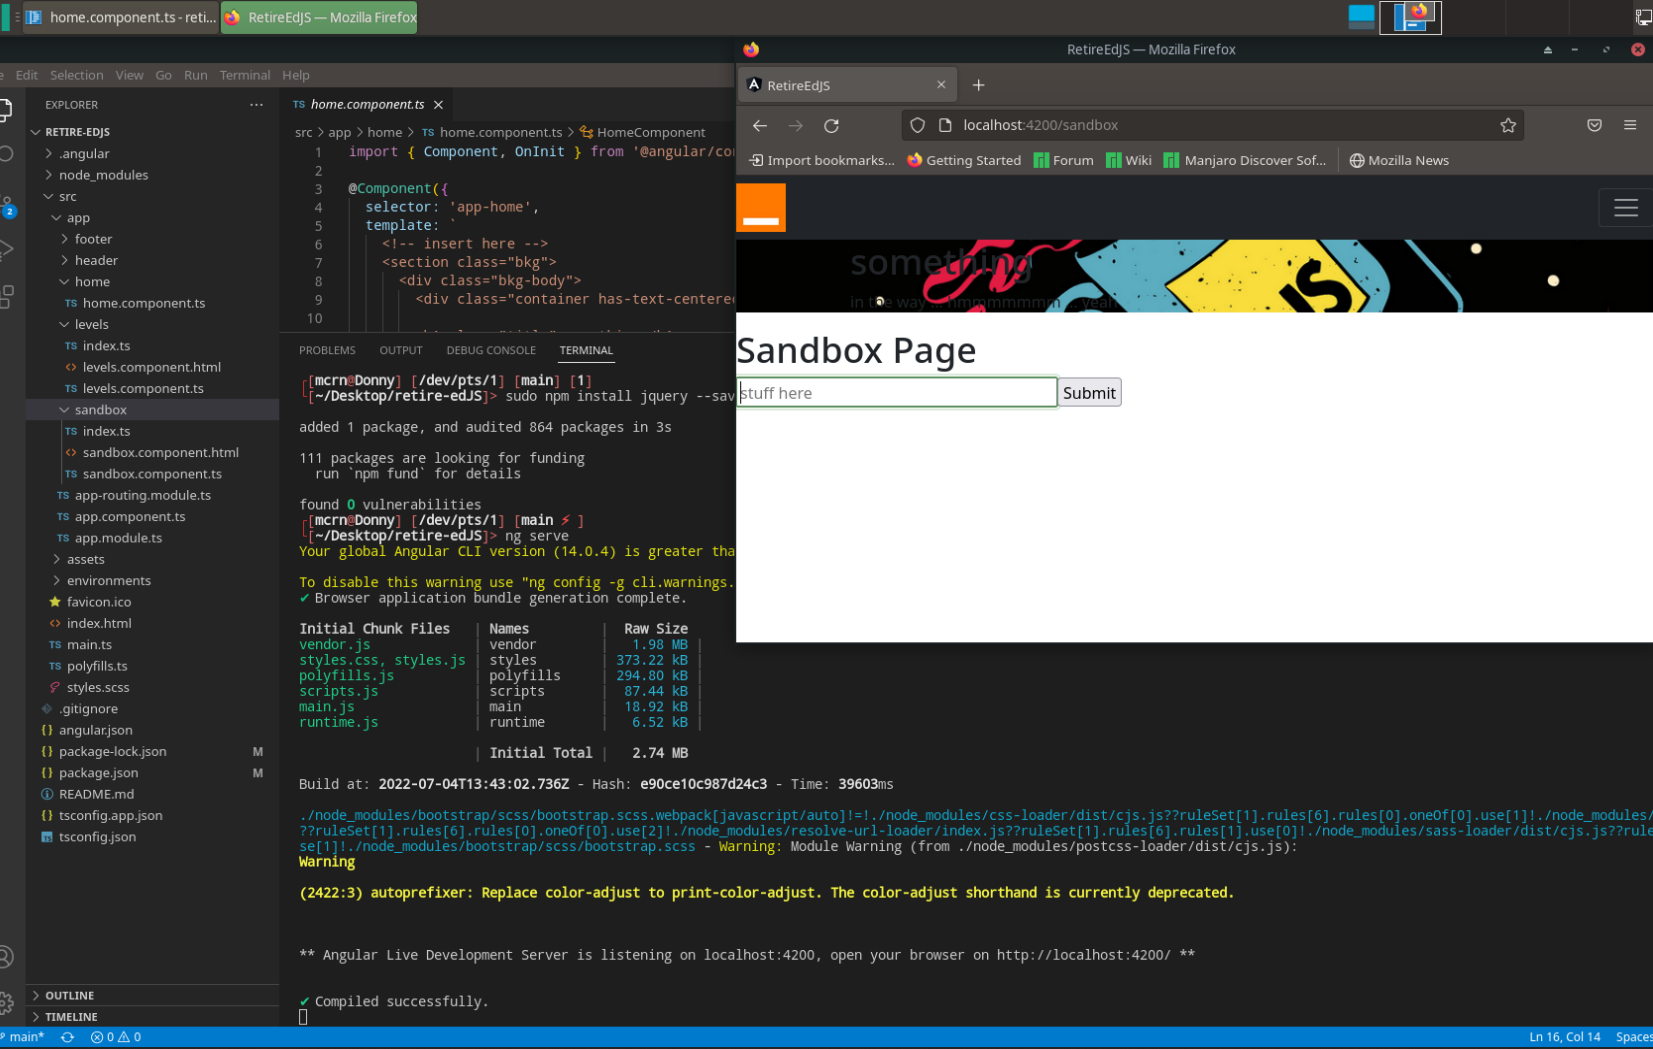 home.component.ts - reti...
RetireEdJS — Mozilla Firefox
RetireEdJS — Mozilla Firefox
Edit Selection View Go Run Terminal Help
RetireEdJS
localhost:4200/sandbox
Import bookmarks... Getting Started Forum Wiki Manjaro Discover Sof... Mozilla News
something
in the way ... hmmmmmmm ... yeah
Sandbox Page
stuff here
Submit
EXPLORER
RETIRE-EDJS
.angular
node_modules
src
app
footer
header
home
TS home.component.ts
levels
TS index.ts
<> levels.component.html
TS levels.component.ts
sandbox
TS index.ts
<> sandbox.component.html
TS sandbox.component.ts
TS app-routing.module.ts
TS app.component.ts
TS app.module.ts
assets
environments
favicon.ico
<> index.html
TS main.ts
TS polyfills.ts
styles.scss
.gitignore
{} angular.json
{} package-lock.json M
{} package.json M
README.md
{} tsconfig.app.json
tsconfig.json
OUTLINE
TIMELINE
2
TS home.component.ts
src > app > home > TS home.component.ts > HomeComponent
1 import { Component, OnInit } from '@angular/co
2
3 @Component({
4 selector: 'app-home',
5 template: `
6 <!-- insert here -->
7 <section class="bkg">
8 <div class="bkg-body">
9 <div class="container has-text-centered
10
PROBLEMS OUTPUT DEBUG CONSOLE TERMINAL
[mcrn@Donny] [/dev/pts/1] [main] [1]
[~/Desktop/retire-edJS]> sudo npm install jquery --sav
added 1 package, and audited 864 packages in 3s
111 packages are looking for funding
run `npm fund` for details
found 0 vulnerabilities
[mcrn@Donny] [/dev/pts/1] [main ⚡ ]
[~/Desktop/retire-edJS]> ng serve
Your global Angular CLI version (14.0.4) is greater tha
To disable this warning use "ng config -g cli.warnings.
✔ Browser application bundle generation complete.
Initial Chunk Files | Names | Raw Size
vendor.js | vendor | 1.98 MB |
styles.css, styles.js | styles | 373.22 kB |
polyfills.js | polyfills | 294.80 kB |
scripts.js | scripts | 87.44 kB |
main.js | main | 18.92 kB |
runtime.js | runtime | 6.52 kB |
| Initial Total | 2.74 MB
Build at: 2022-07-04T13:43:02.736Z - Hash: e90ce10c987d24c3 - Time: 39603ms
./node_modules/bootstrap/scss/bootstrap.scss.webpack[javascript/auto]!=!./node_modules/css-loader/dist/cjs.js??ruleSet[1].rules[6].rules[0].oneOf[0].use[1]!./node_modules/
??ruleSet[1].rules[6].rules[0].oneOf[0].use[2]!./node_modules/resolve-url-loader/index.js??ruleSet[1].rules[6].rules[1].use[0]!./node_modules/sass-loader/dist/cjs.js??rule
se[1]!./node_modules/bootstrap/scss/bootstrap.scss - Warning: Module Warning (from ./node_modules/postcss-loader/dist/cjs.js):
Warning
(2422:3) autoprefixer: Replace color-adjust to print-color-adjust. The color-adjust shorthand is currently deprecated.
** Angular Live Development Server is listening on localhost:4200, open your browser on http://localhost:4200/ **
✔ Compiled successfully.
main* 0 0 Ln 16, Col 14 Spaces